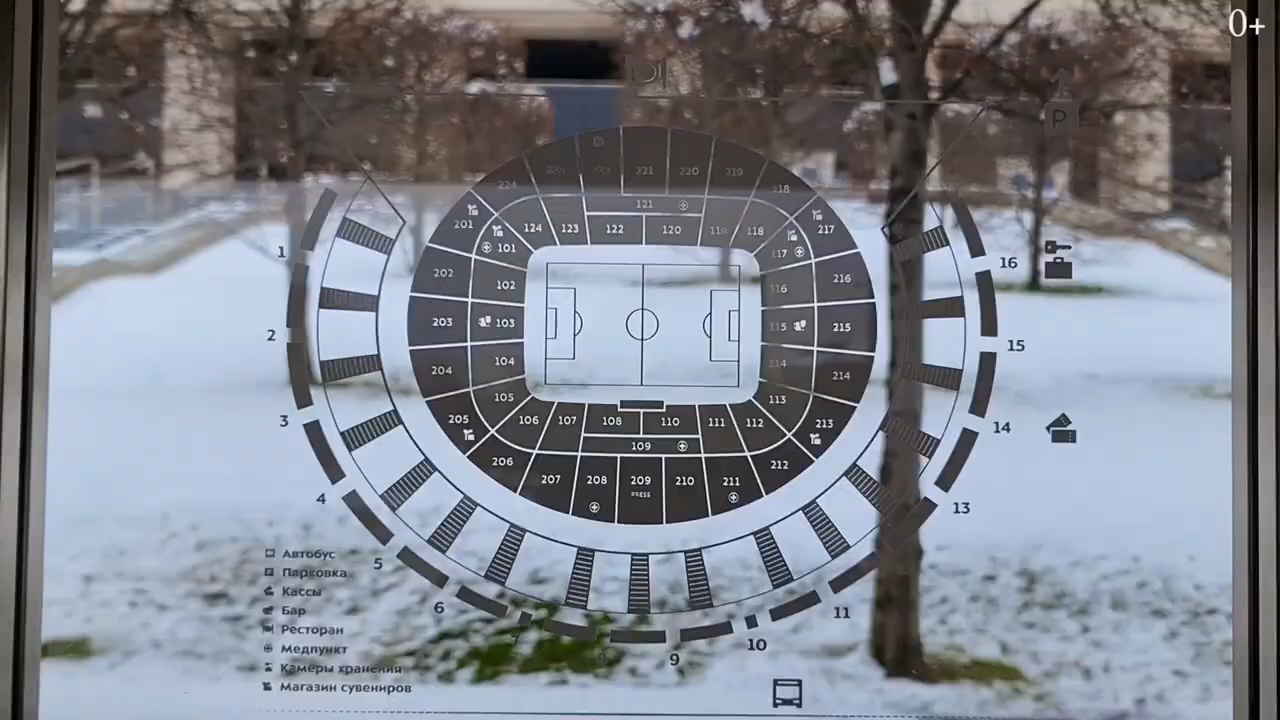 0+
P
221 220 219
224 218
201 121 217
124 123 122 120 118
101 117
202 102 116 216
203 103 115 215
204 104 114 214
105 113
205 106 107 108 110 111 112 213
109
206 212
207 208 209 210 211
PRESS
1
16
2
15
3
14
4
13
5
6
11
10
9
Автобус
Парковка
Кассы
Бар
Ресторан
Медпункт
Камеры хранения
Магазин сувениров